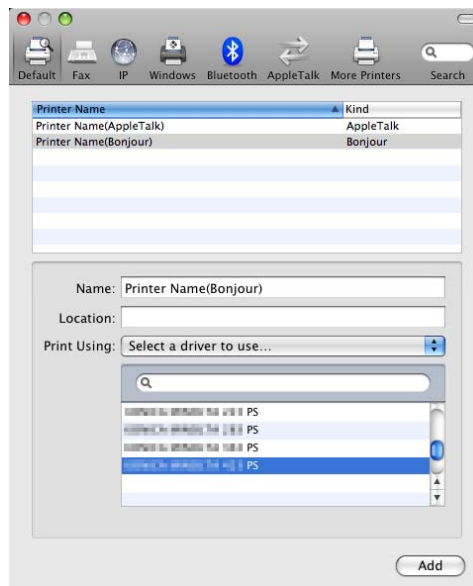 Default Fax IP Windows Bluetooth AppleTalk More Printers Search
Printer Name Kind
Printer Name(AppleTalk) AppleTalk
Printer Name(Bonjour) Bonjour
Name: Printer Name(Bonjour)
Location:
Print Using: Select a driver to use...
PS
PS
PS
PS
Add